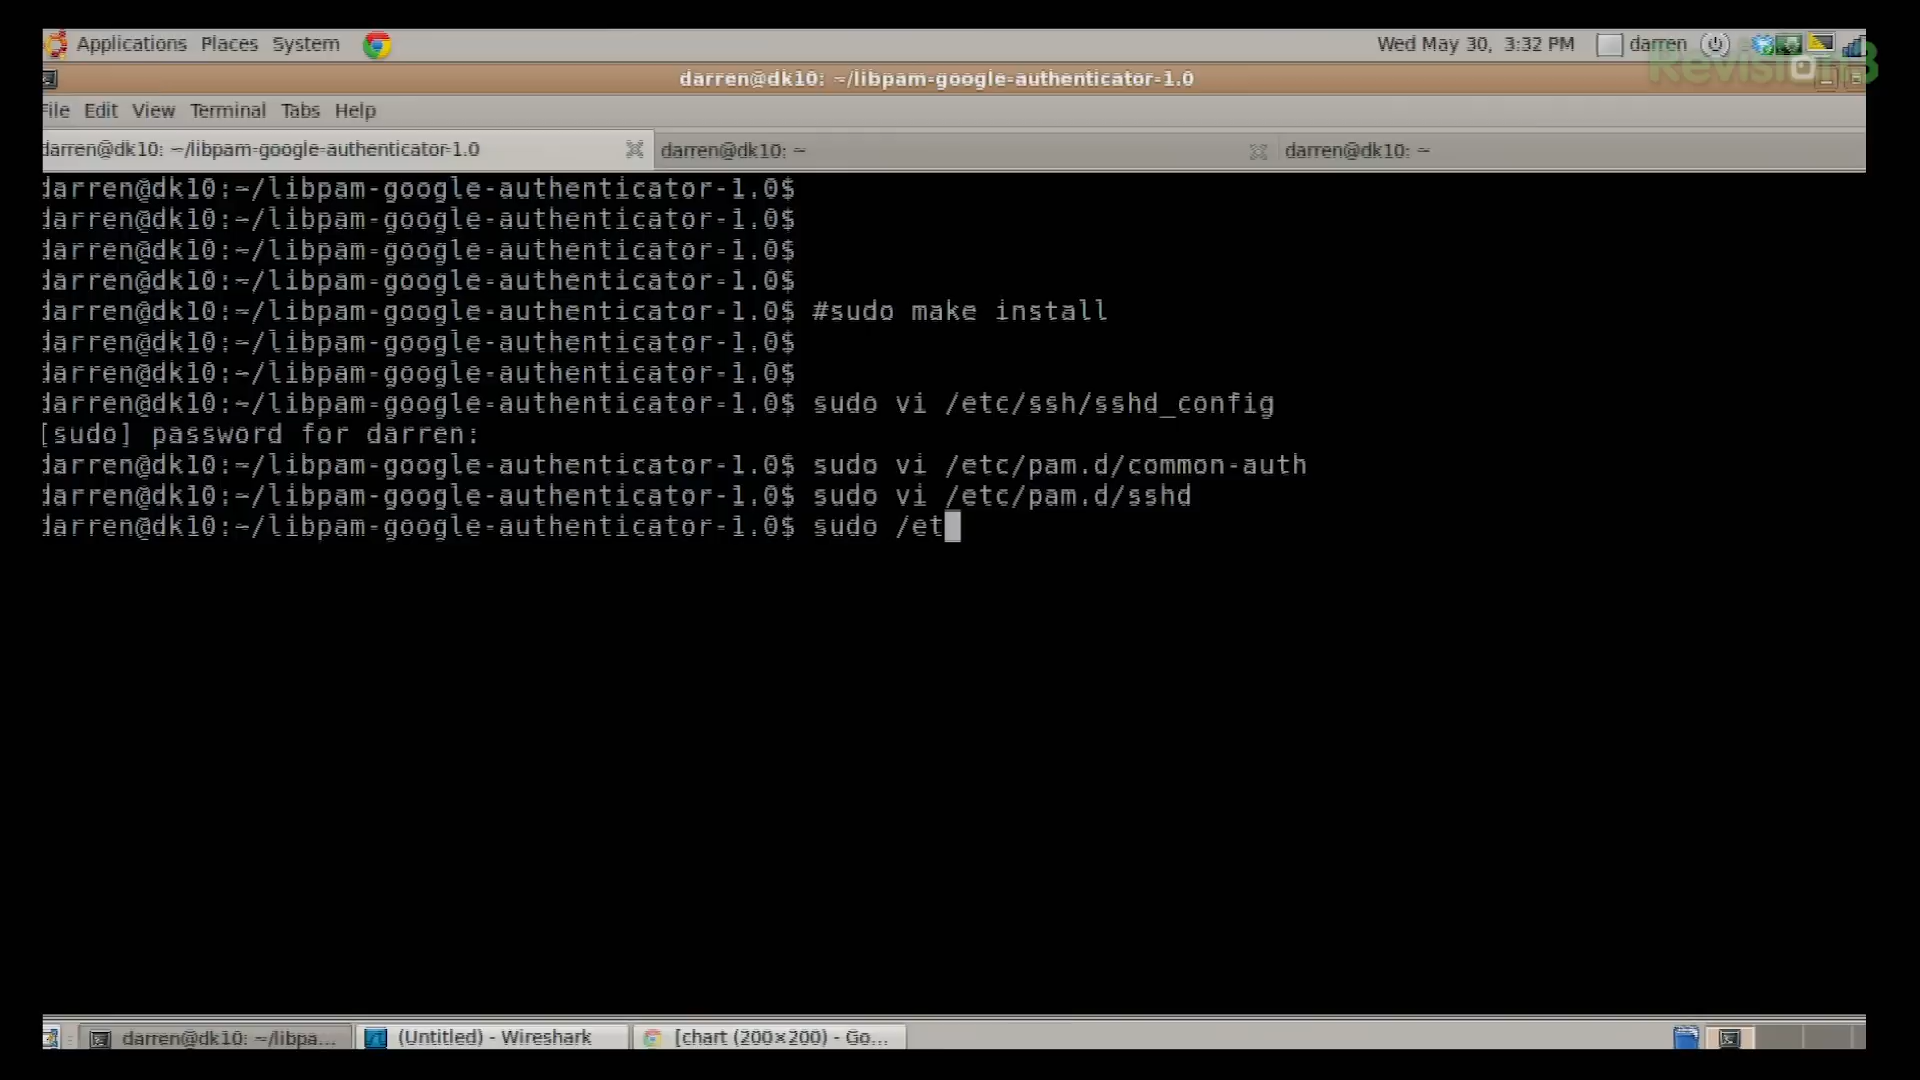 Applications Places System
Wed May 30, 3:32 PM darren
Revision3
darren@dk10: ~/libpam-google-authenticator-1.0
File Edit View Terminal Tabs Help
darren@dk10: ~/libpam-google-authenticator-1.0
darren@dk10: ~
darren@dk10: ~
darren@dk10:~/libpam-google-authenticator-1.0$
darren@dk10:~/libpam-google-authenticator-1.0$
darren@dk10:~/libpam-google-authenticator-1.0$
darren@dk10:~/libpam-google-authenticator-1.0$
darren@dk10:~/libpam-google-authenticator-1.0$ #sudo make install
darren@dk10:~/libpam-google-authenticator-1.0$
darren@dk10:~/libpam-google-authenticator-1.0$
darren@dk10:~/libpam-google-authenticator-1.0$ sudo vi /etc/ssh/sshd_config
[sudo] password for darren:
darren@dk10:~/libpam-google-authenticator-1.0$ sudo vi /etc/pam.d/common-auth
darren@dk10:~/libpam-google-authenticator-1.0$ sudo vi /etc/pam.d/sshd
darren@dk10:~/libpam-google-authenticator-1.0$ sudo /et
darren@dk10: ~/libpa...
(Untitled) - Wireshark
[chart (200×200) - Go...